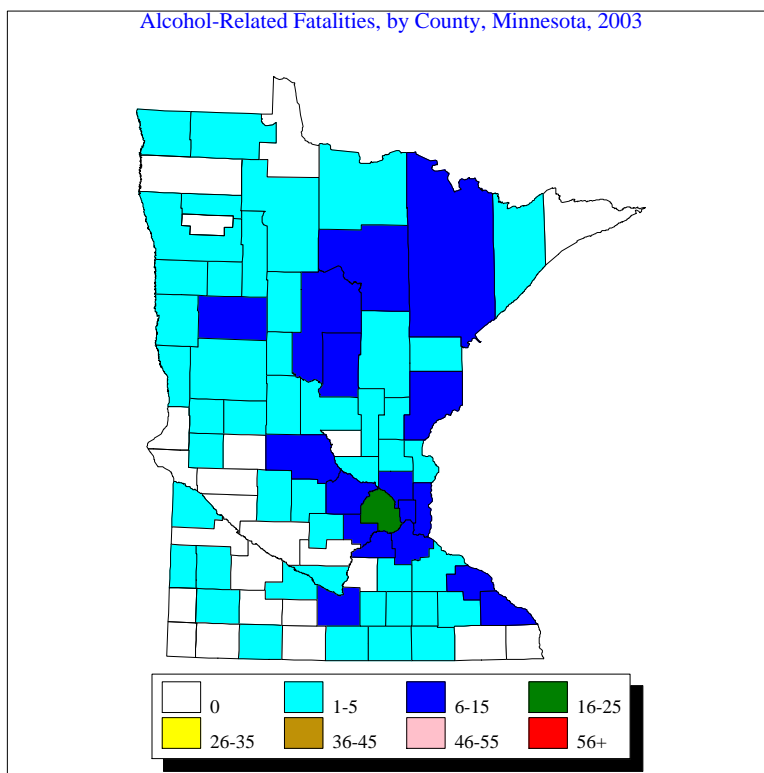 Alcohol-Related Fatalities, by County, Minnesota, 2003
0 1-5 6-15 16-25
26-35 36-45 46-55 56+